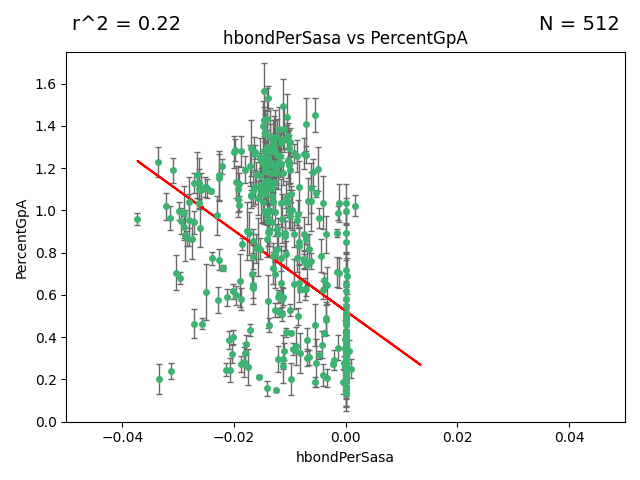 r^2 = 0.22
N = 512
hbondPerSasa vs PercentGpA
PercentGpA
1.6
1.4
1.2
1.0
0.8
0.6
0.4
0.2
0.0
−0.04
−0.02
0.00
0.02
0.04
hbondPerSasa